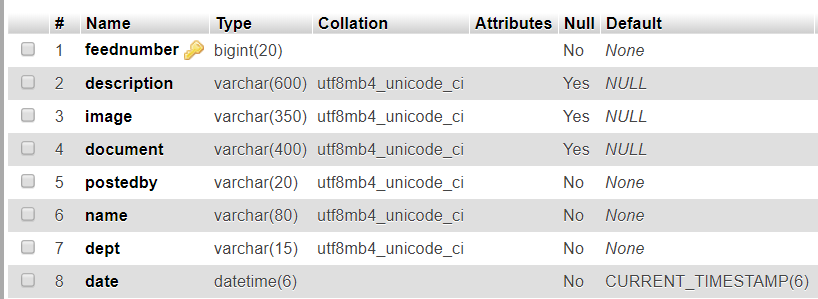 # Name Type Collation Attributes Null Default
1 feednumber bigint(20) No None
2 description varchar(600) utf8mb4_unicode_ci Yes NULL
3 image varchar(350) utf8mb4_unicode_ci Yes NULL
4 document varchar(400) utf8mb4_unicode_ci Yes NULL
5 postedby varchar(20) utf8mb4_unicode_ci No None
6 name varchar(80) utf8mb4_unicode_ci No None
7 dept varchar(15) utf8mb4_unicode_ci No None
8 date datetime(6) No CURRENT_TIMESTAMP(6)